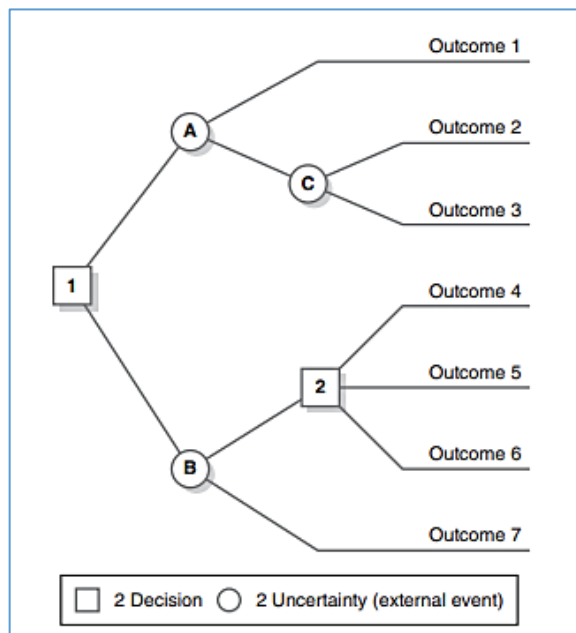 Outcome 1
A
Outcome 2
C
Outcome 3
1
Outcome 4
2
Outcome 5
Outcome 6
B
Outcome 7
2 Decision 2 Uncertainty (external event)